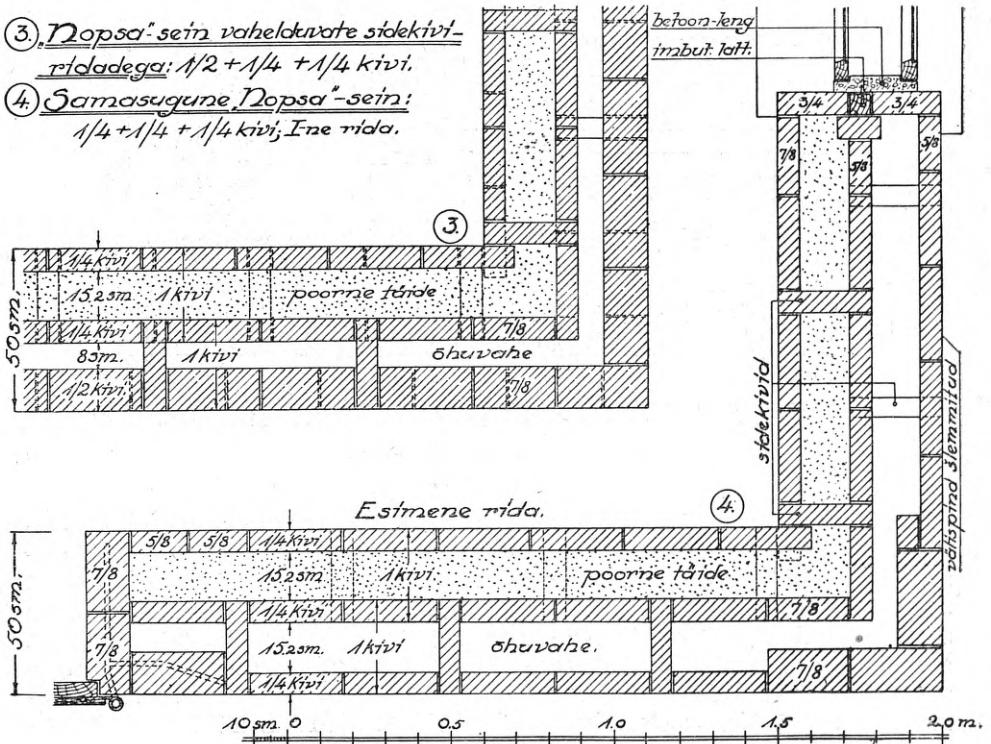 3. „Nopsa“-sein vahelduvate sidekivi-
ridadega: 1/2 + 1/4 + 1/4 kivi.
4. Samasugune „Nopsa“-sein:
1/4 + 1/4 + 1/4 kivi; I-ne rida.
betoon-leng
imbut. latt.
3/4
3/4
7/8
5/8
5/8
3.
1/4 kivi
15.2 sm.
1 kivi
poorne täide
1/4 kivi
7/8
50 sm.
8 sm.
1 kivi
õhuvahe
1/2 kivi.
7/8
sidekivid
välispind slemmitud
Esimene rida.
4.
5/8
5/8
1/4 kivi
7/8
15.2 sm
1 kivi.
poorne täide
50 sm.
1/4 kivi
7/8
7/8
15.2 sm.
1 kivi
õhuvahe.
1/4 kivi
7/8
10 sm. 0 0.5 1.0 1.5 2,0 m.